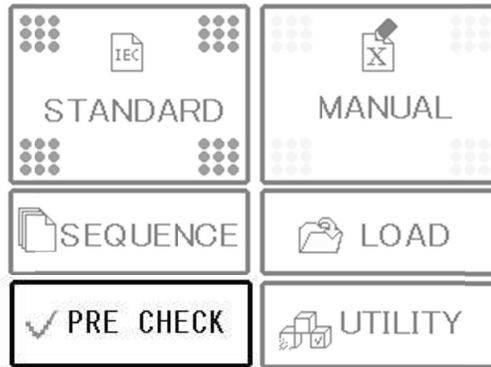 IEC
STANDARD
X
MANUAL
SEQUENCE
LOAD
PRE CHECK
UTILITY